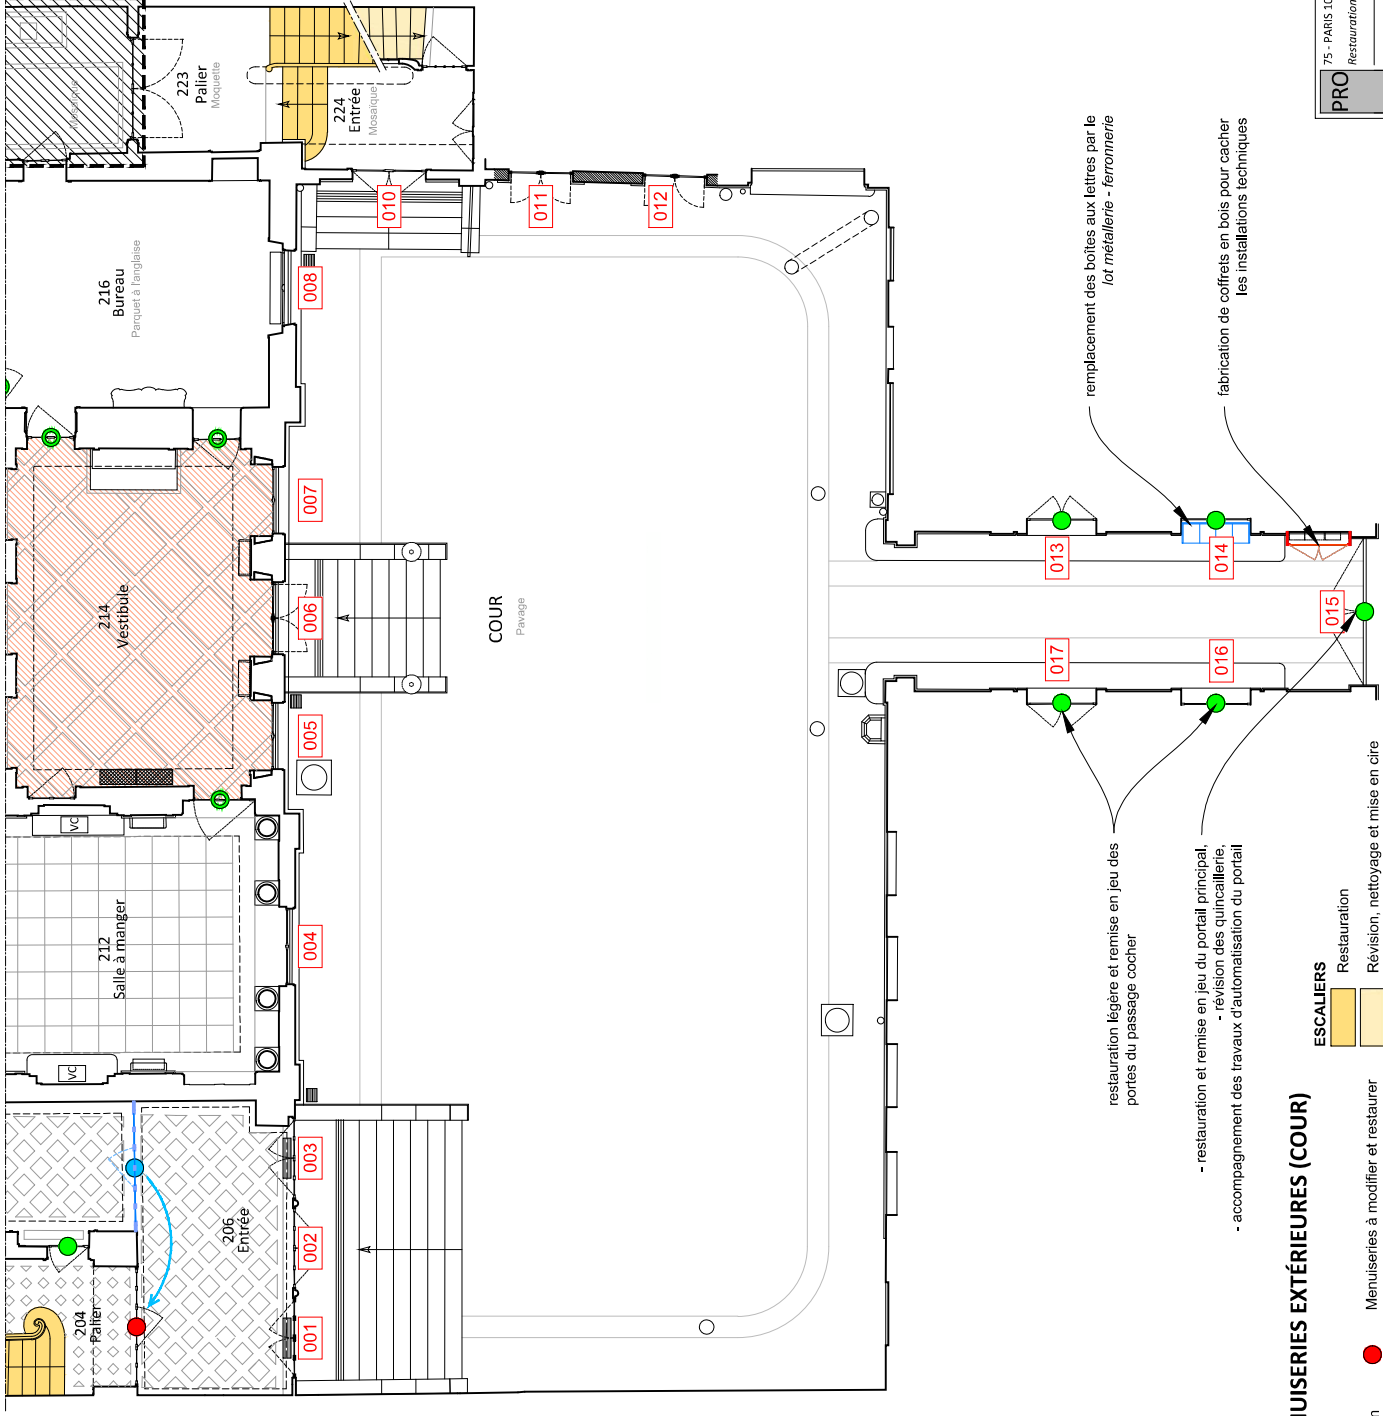 223
Palier
Moquette
224
Entrée
Mosaïque
Mosaïque
216
Bureau
Parquet à l'anglaise
214
Vestibule
212
Salle à manger
VC
VC
206
Entrée
204
Palier
COUR
Pavage
001
002
003
004
005
006
007
008
010
011
012
013
014
015
016
017
remplacement des boîtes aux lettres par le
lot métallerie - ferronnerie
fabrication de coffrets en bois pour cacher
les installations techniques
restauration légère et remise en jeu des
portes du passage cocher
- restauration et remise en jeu du portail principal,
- révision des quincaillerie,
- accompagnement des travaux d'automatisation du portail
UISERIES EXTÉRIEURES (COUR)
Menuiseries à modifier et restaurer
ESCALIERS
Restauration
Révision, nettoyage et mise en cire
PRO
75 - PARIS 10
Restauration